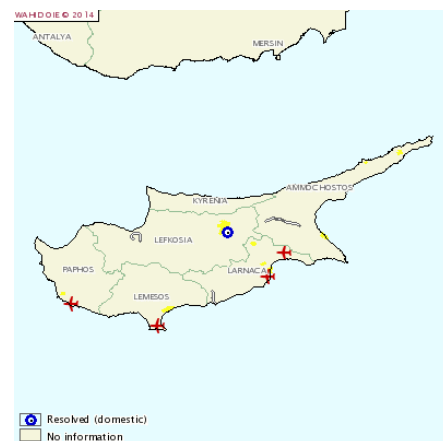 WAHID OIE © 2014
ANTALYA
MERSIN
KYRENIA
AMMOCHOSTOS
LEFKOSIA
PAPHOS
LARNACA
LEMESOS
Resolved (domestic)
No information